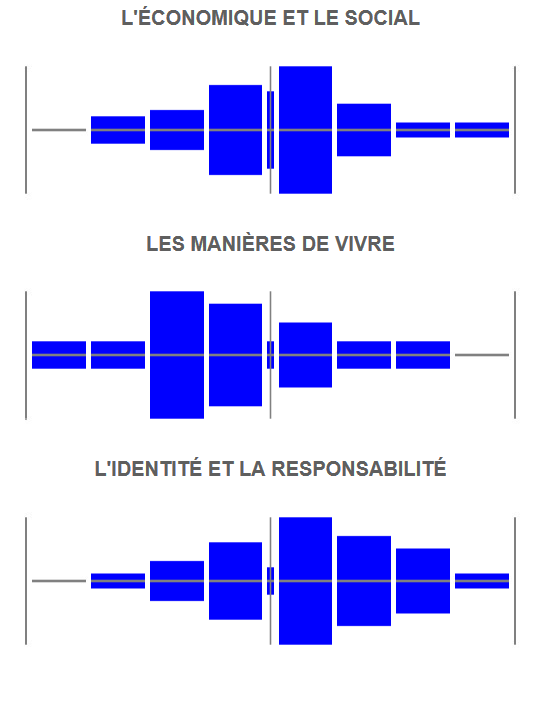 L'ÉCONOMIQUE ET LE SOCIAL
LES MANIÈRES DE VIVRE
L'IDENTITÉ ET LA RESPONSABILITÉ